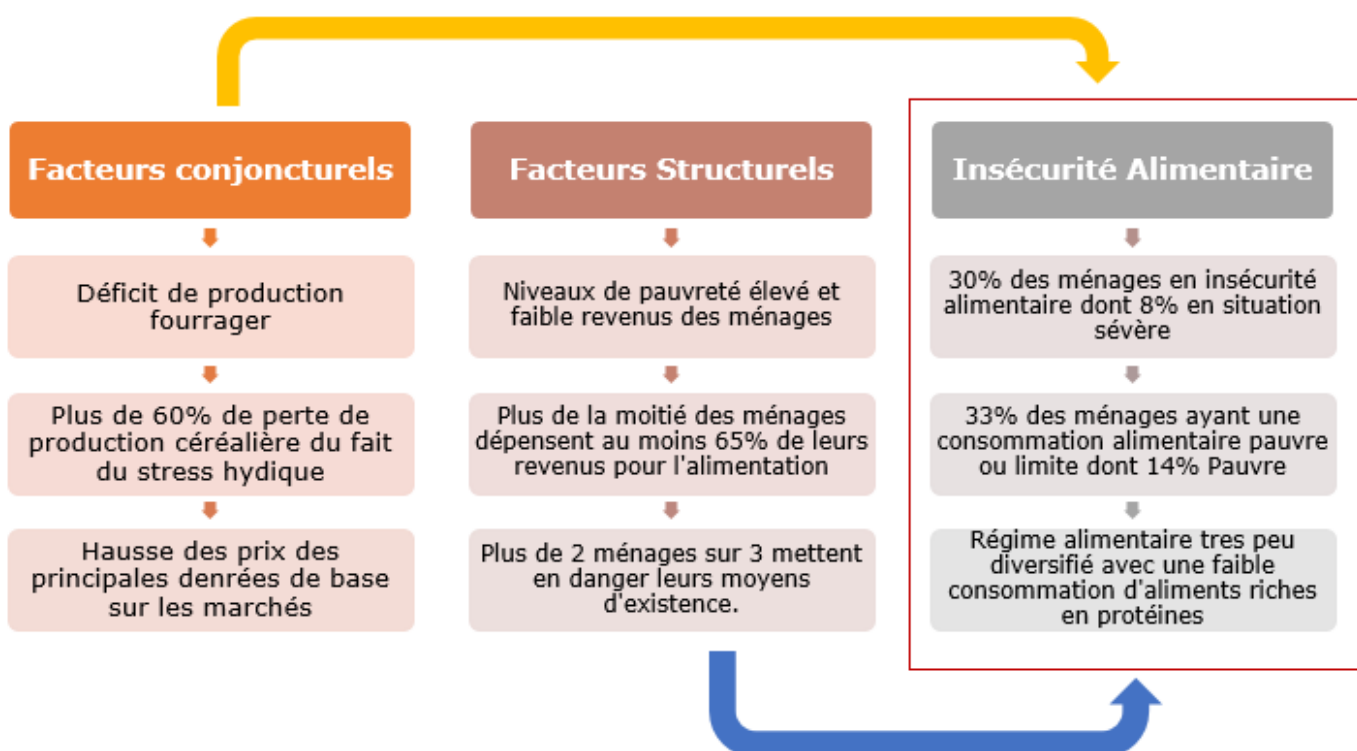 Facteurs conjoncturels
Déficit de production
fourrager
Plus de 60% de perte de
production céréalière du fait
du stress hydique
Hausse des prix des
principales denrées de base
sur les marchés
Facteurs Structurels
Niveaux de pauvreté élevé et
faible revenus des ménages
Plus de la moitié des ménages
dépensent au moins 65% de leurs
revenus pour l'alimentation
Plus de 2 ménages sur 3 mettent
en danger leurs moyens
d'existence.
Insécurité Alimentaire
30% des ménages en insécurité
alimentaire dont 8% en situation
sévère
33% des ménages ayant une
consommation alimentaire pauvre
ou limite dont 14% Pauvre
Régime alimentaire tres peu
diversifié avec une faible
consommation d'aliments riches
en protéines